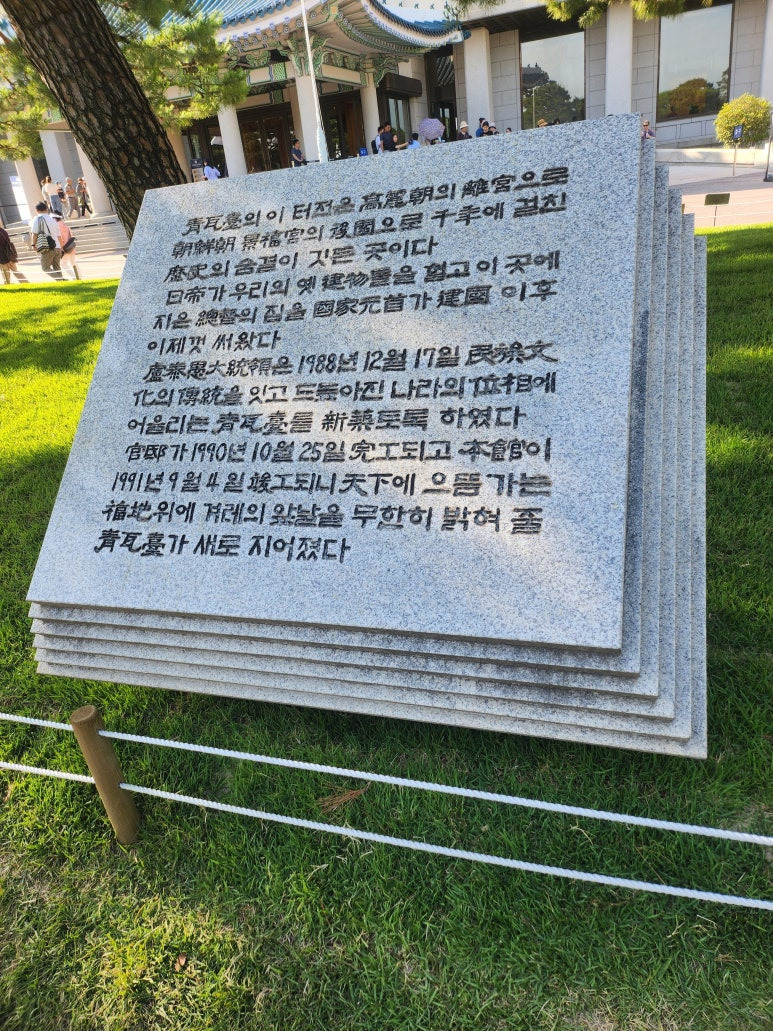 靑瓦臺의 이 터전은 高麗朝의 離宮으로
朝鮮朝 景福宮의 後園으로 千年에 걸친
歷史의 숨결이 깃든 곳이다
日帝가 우리의 옛 建物들을 헐고 이 곳에
지은 總督의 집을 國家元首가 建國 이후
이제껏 써왔다
盧泰愚大統領은 1988年 12월 17일 民族文
化의 傳統을 잇고 드높아진 나라의 位相에
어울리는 靑瓦臺를 新築토록 하였다
官邸가 1990年 10월 25일 完工되고 本館이
1991년 9월 4일 竣工되니 天下에 으뜸 가는
福地위에 겨레의 앞날을 무한히 밝혀 줄
靑瓦臺가 새로 지어졌다